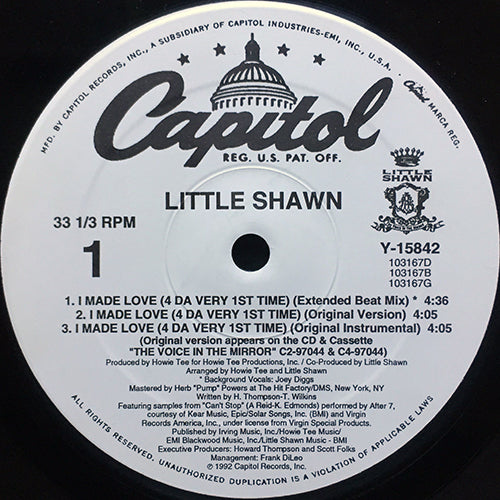 MFD. BY CAPITOL RECORDS, INC., A SUBSIDIARY OF CAPITOL INDUSTRIES-EMI, INC., U.S.A.
Capitol MARCA REG.
Capitol
REG. U.S. PAT. OFF.
LITTLE SHAWN
LITTLE
SHAWN
33 1/3 RPM
1
Y-15842
103167D
103167B
103167G
1. I MADE LOVE (4 DA VERY 1ST TIME) (Extended Beat Mix) * 4:36
2. I MADE LOVE (4 DA VERY 1ST TIME) (Original Version) 4:05
3. I MADE LOVE (4 DA VERY 1ST TIME) (Original Instrumental) 4:05
(Original version appears on the CD & Cassette
"THE VOICE IN THE MIRROR" C2-97044 & C4-97044)
Produced by Howie Tee for Howie Tee Productions, Inc. / Co-Produced by Little Shawn
Arranged by Howie Tee and Little Shawn
* Background Vocals: Joey Diggs
Mastered by Herb "Pump" Powers at The Hit Factory/DMS, New York, NY
Written by H. Thompson-T. Wilkins
Featuring samples from "Can't Stop" (A Reid-K. Edmonds) performed by After 7,
courtesy of Kear Music, Epic/Solar Songs, Inc. (BMI) and Virgin
Records America, Inc., under license from Virgin Special Products.
Published by Irving Music, Inc./Howie Tee Music/
EMI Blackwood Music, Inc./Little Shawn Music - BMI
Executive Producers: Howard Thompson and Scott Folks
Management: Frank DiLeo
℗ 1992 Capitol Records, Inc.
ALL RIGHTS RESERVED. UNAUTHORIZED DUPLICATION IS A VIOLATION OF APPLICABLE LAWS